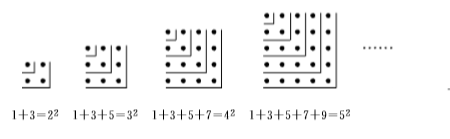 ......
1+3=2² 1+3+5=3² 1+3+5+7=4² 1+3+5+7+9=5²